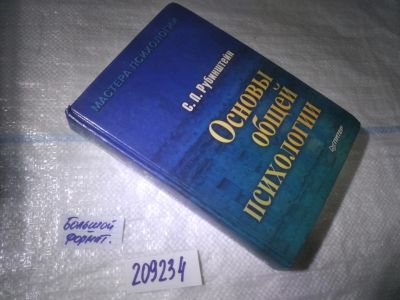 МАСТЕРА ПСИХОЛОГИИ
С. Л. Рубинштейн
Основы
общей
психологии
ПИТЕР
БОЛЬШОЙ
ФОРМАТ.
209234